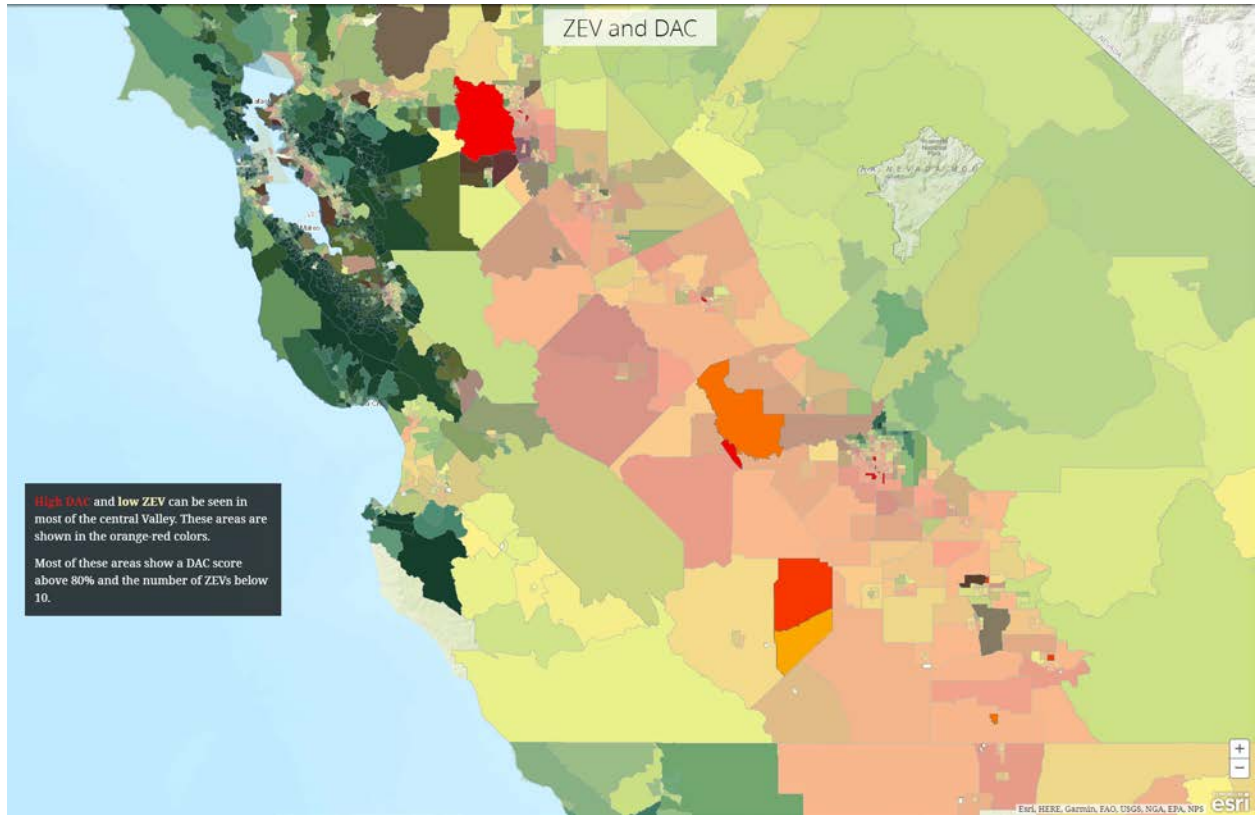 ZEV and DAC
High DAC and low ZEV can be seen in
most of the central Valley. These areas are
shown in the orange-red colors.
Most of these areas show a DAC score
above 80% and the number of ZEVs below
10.
+
−
Esri, HERE, Garmin, FAO, USGS, NGA, EPA, NPS
esri